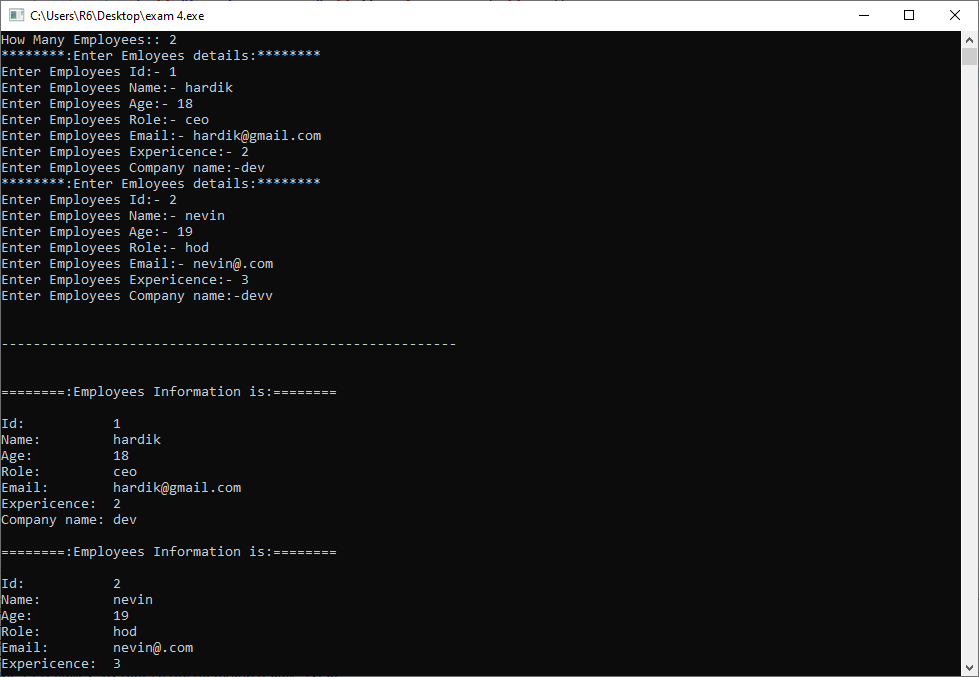 C:\Users\R6\Desktop\exam 4.exe
How Many Employees:: 2
********:Enter Emloyees details:********
Enter Employees Id:- 1
Enter Employees Name:- hardik
Enter Employees Age:- 18
Enter Employees Role:- ceo
Enter Employees Email:- hardik@gmail.com
Enter Employees Expericence:- 2
Enter Employees Company name:-dev
********:Enter Emloyees details:********
Enter Employees Id:- 2
Enter Employees Name:- nevin
Enter Employees Age:- 19
Enter Employees Role:- hod
Enter Employees Email:- nevin@.com
Enter Employees Expericence:- 3
Enter Employees Company name:-devv
---------------------------------------------------------
========:Employees Information is:========
Id:           1
Name:         hardik
Age:          18
Role:         ceo
Email:        hardik@gmail.com
Expericence:  2
Company name: dev
========:Employees Information is:========
Id:           2
Name:         nevin
Age:          19
Role:         hod
Email:        nevin@.com
Expericence:  3